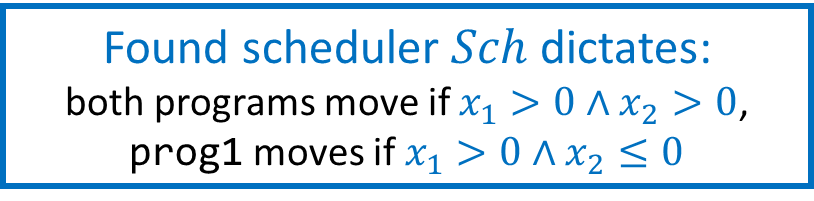 Found scheduler Sch dictates:
both programs move if x₁ > 0 ∧ x₂ > 0,
prog1 moves if x₁ > 0 ∧ x₂ ≤ 0